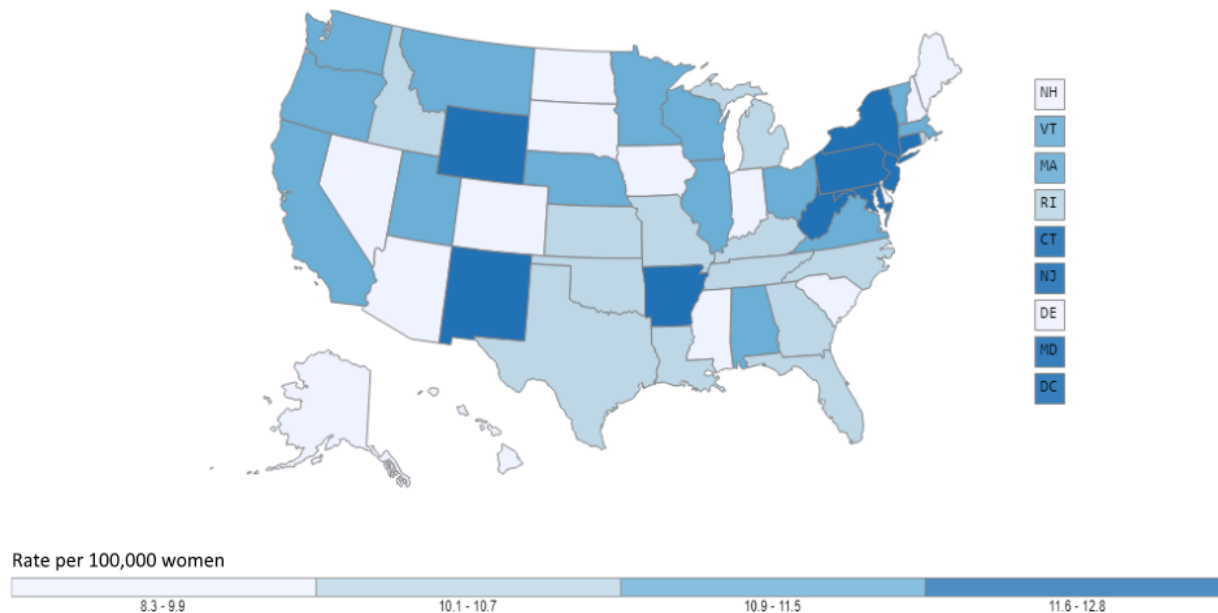 NH
VT
MA
RI
CT
NJ
DE
MD
DC
Rate per 100,000 women
8.3 - 9.9 10.1 - 10.7 10.9 - 11.5 11.6 - 12.8